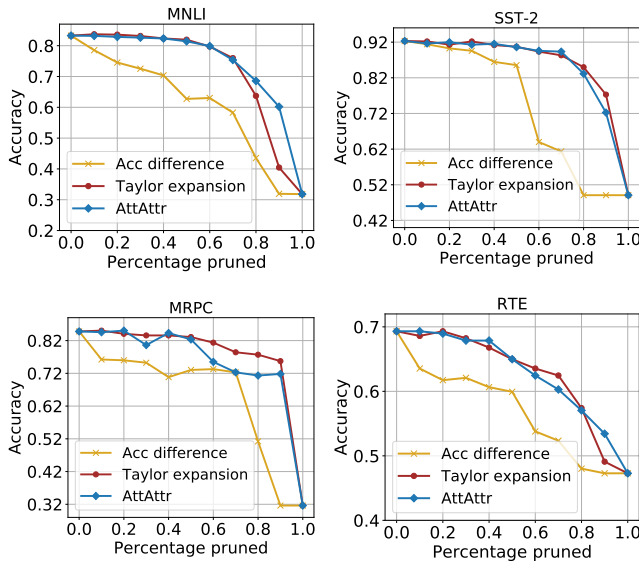 MNLI
Accuracy
0.8
0.7
0.6
0.5
0.4
0.3
0.2
Acc difference
Taylor expansion
AttAttr
0.0 0.2 0.4 0.6 0.8 1.0
Percentage pruned
SST-2
Accuracy
0.92
0.82
0.72
0.62
0.52
0.42
Acc difference
Taylor expansion
AttAttr
0.0 0.2 0.4 0.6 0.8 1.0
Percentage pruned
MRPC
Accuracy
0.82
0.72
0.62
0.52
0.42
0.32
Acc difference
Taylor expansion
AttAttr
0.0 0.2 0.4 0.6 0.8 1.0
Percentage pruned
RTE
Accuracy
0.7
0.6
0.5
0.4
Acc difference
Taylor expansion
AttAttr
0.0 0.2 0.4 0.6 0.8 1.0
Percentage pruned